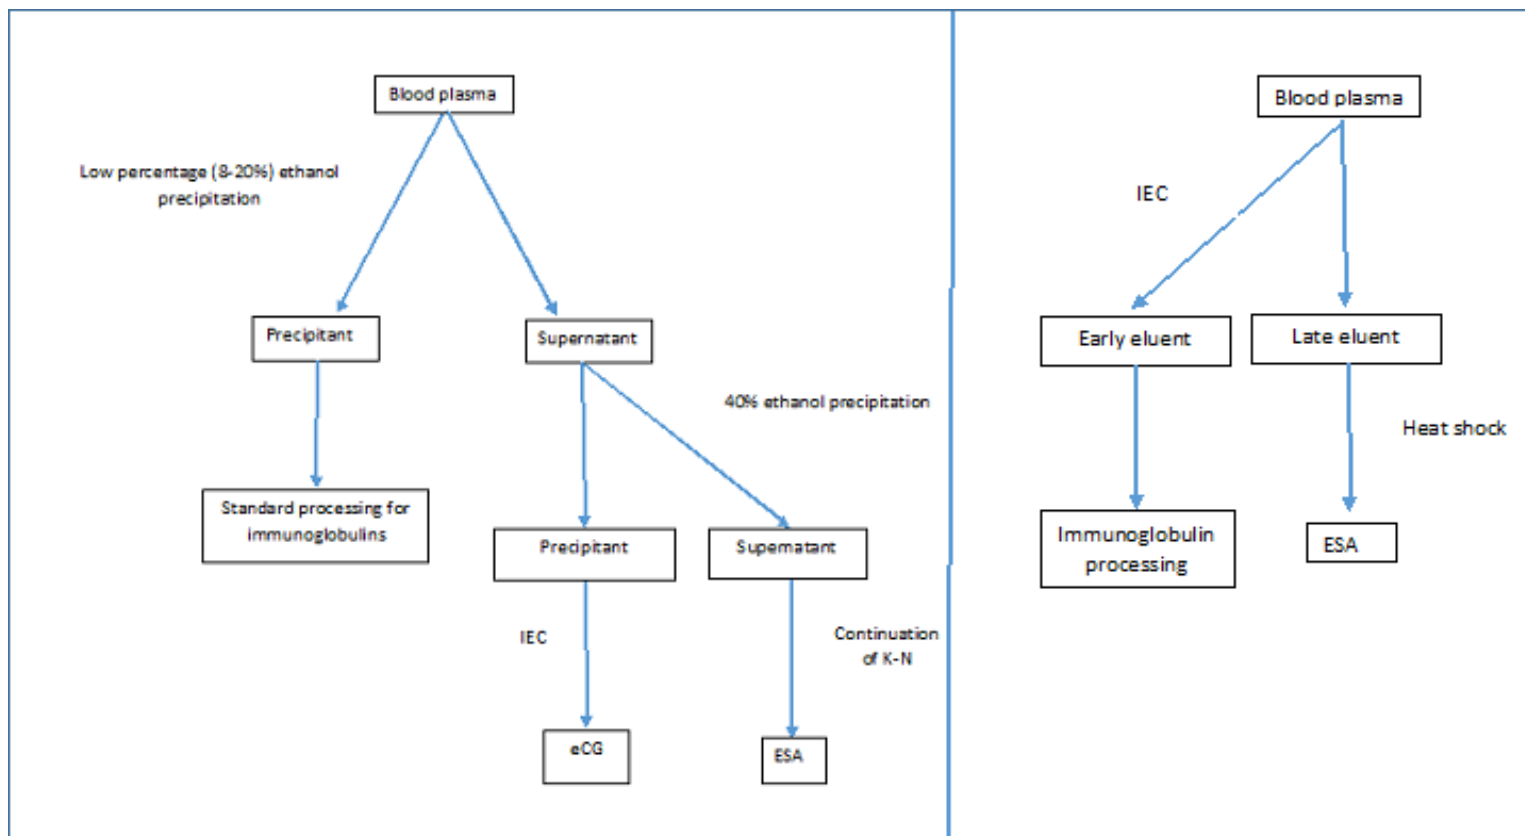 Blood plasma
Low percentage (8-20%) ethanol
precipitation
Precipitant
Supernatant
40% ethanol precipitation
Standard processing for
immunoglobulins
Precipitant
Supernatant
IEC
Continuation
of K-N
eCG
ESA
Blood plasma
IEC
Early eluent
Late eluent
Heat shock
Immunoglobulin
processing
ESA